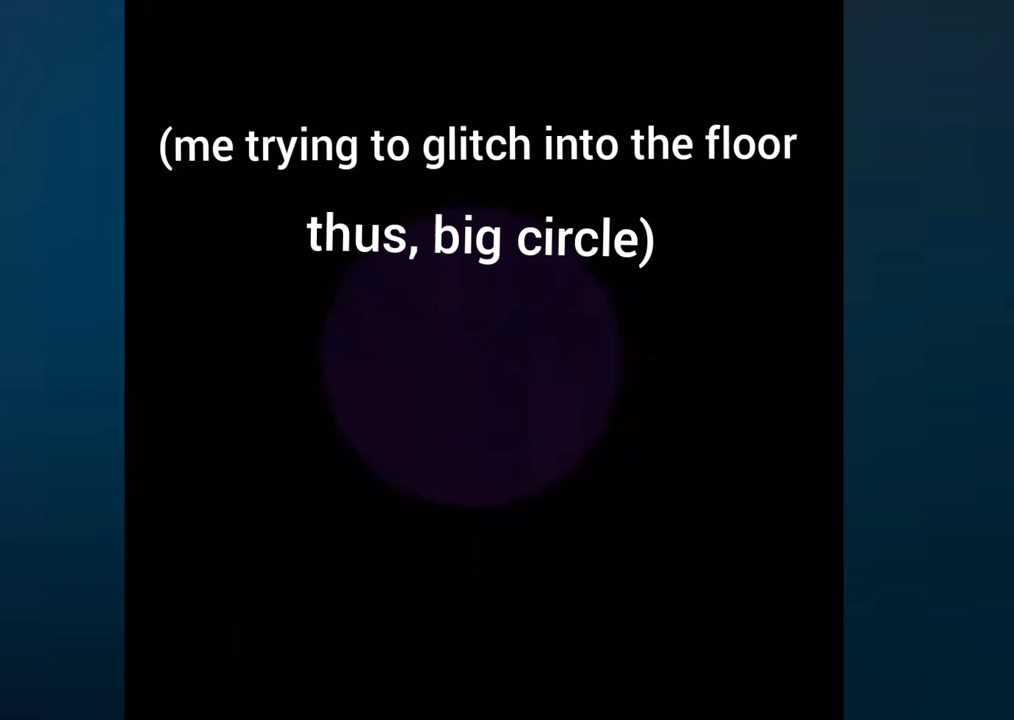 (me trying to glitch into the floor
thus, big circle)